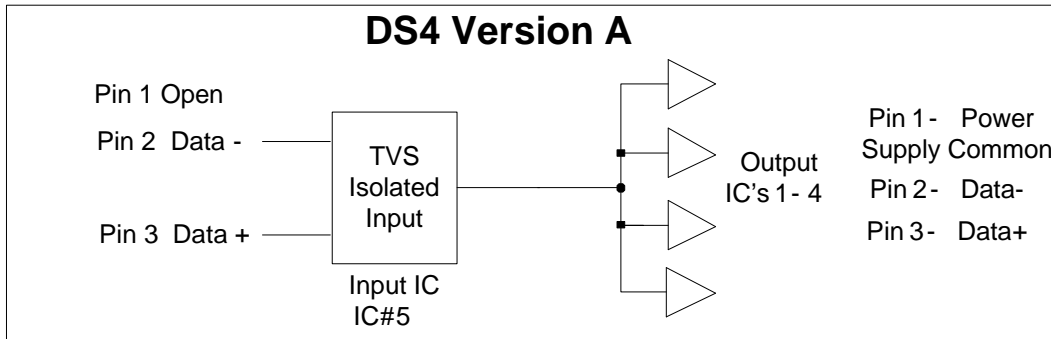 DS4 Version A
Pin 1 Open
Pin 2 Data -
Pin 3 Data +
TVS
Isolated
Input
Input IC
IC#5
Output
IC's 1- 4
Pin 1- Power
Supply Common
Pin 2- Data-
Pin 3- Data+